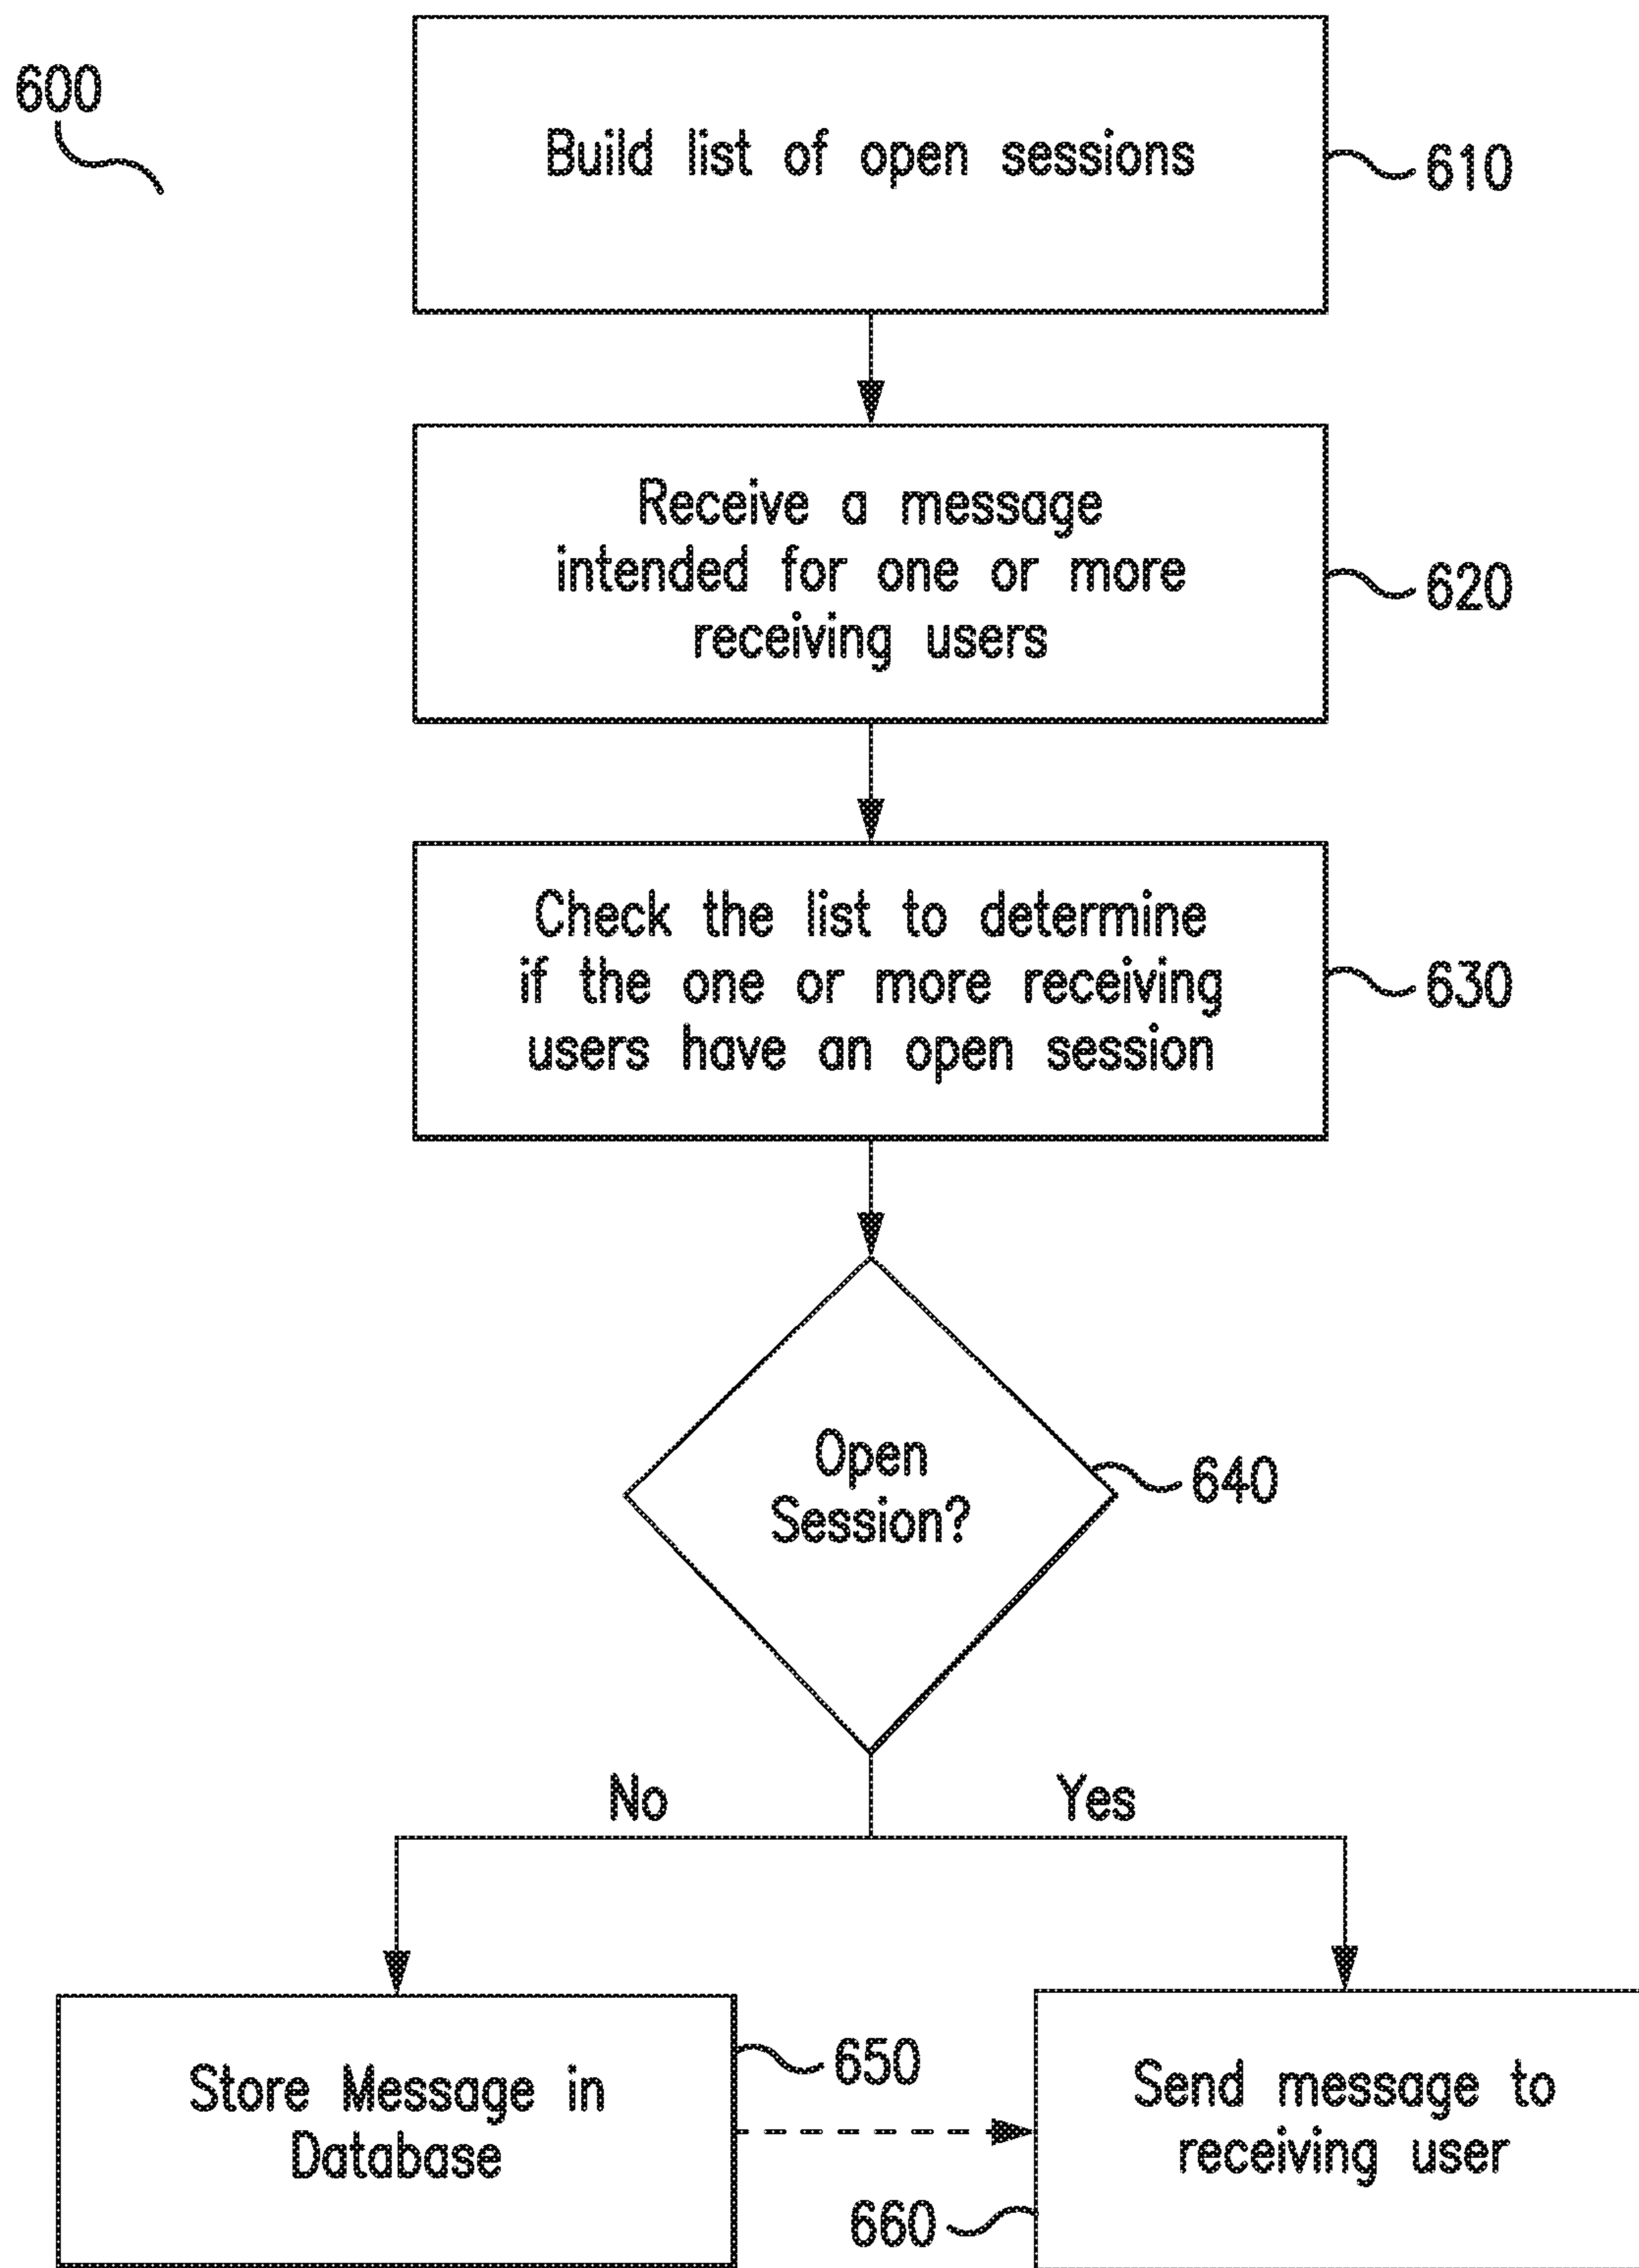 600
Build list of open sessions
610
Receive a message
intended for one or more
receiving users
620
Check the list to determine
if the one or more receiving
users have an open session
630
Open
Session?
640
No
Yes
Store Message in
Database
650
Send message to
receiving user
660